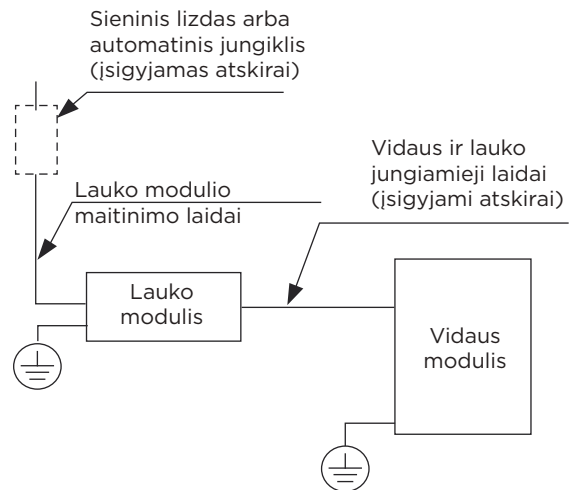 Sieninis lizdas arba
automatinis jungiklis
(įsigyjamas atskirai)
Vidaus ir lauko
jungiamieji laidai
(įsigyjami atskirai)
Lauko modulio
maitinimo laidai
Lauko
modulis
Vidaus
modulis